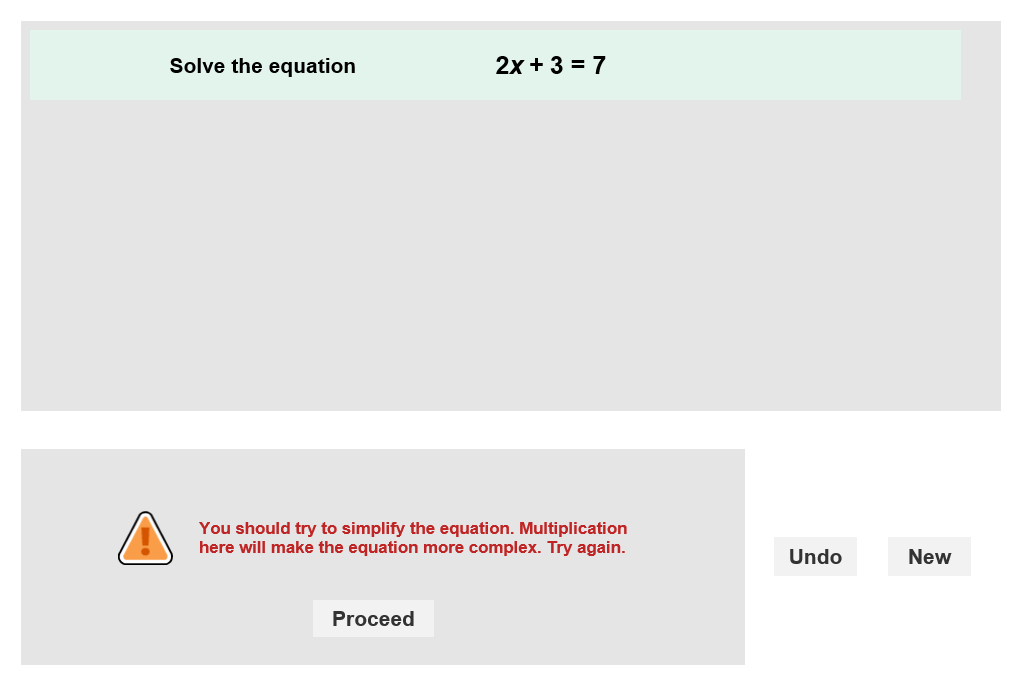 Solve the equation 2x + 3 = 7
You should try to simplify the equation. Multiplication
here will make the equation more complex. Try again.
Undo New
Proceed